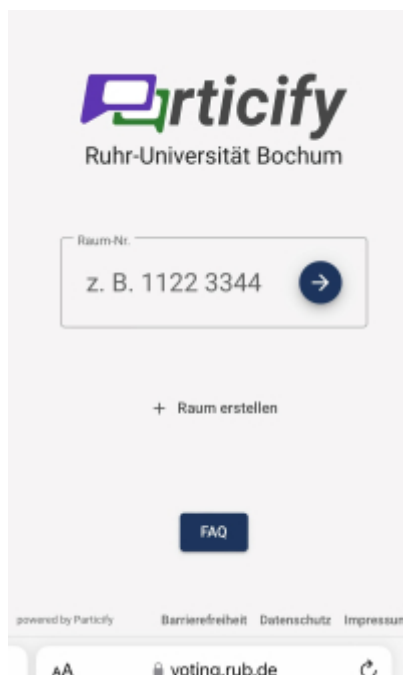 Particify
Ruhr-Universität Bochum
Raum-Nr.
z. B. 1122 3344
+ Raum erstellen
FAQ
powered by Particify Barrierefreiheit Datenschutz Impressum
AA voting.rub.de